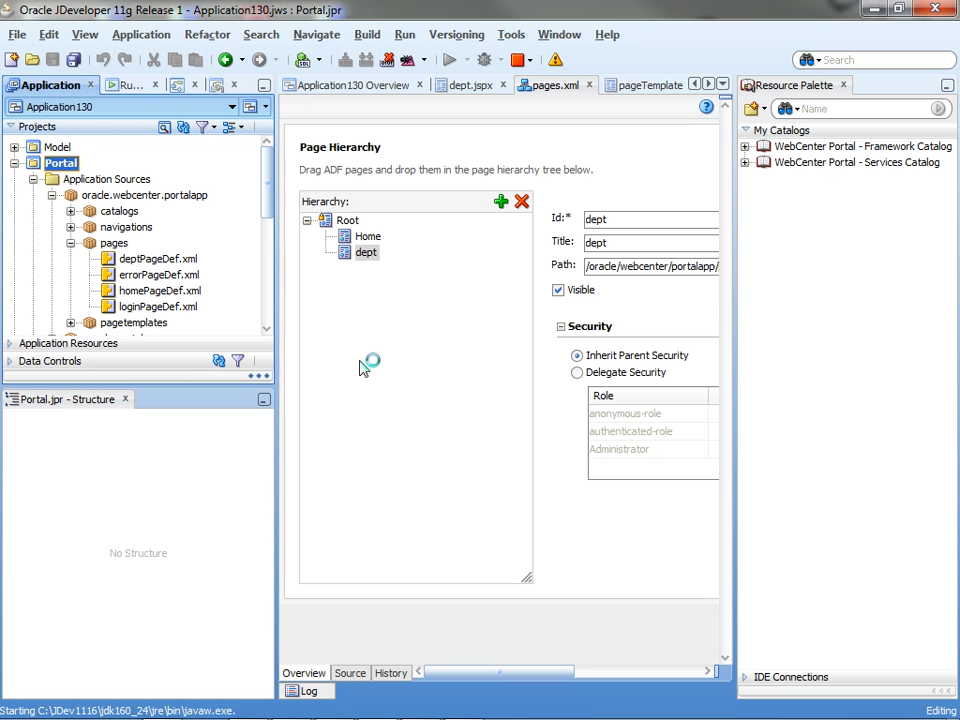 Oracle JDeveloper 11g Release 1 - Application130.jws : Portal.jpr
File Edit View Application Refactor Search Navigate Build Run Versioning Tools Window Help
Search
Application Ru... Application130 Overview dept.jspx pages.xml pageTemplate Resource Palette
Application130
Name
Projects
My Catalogs
Model
WebCenter Portal - Framework Catalog
Portal
WebCenter Portal - Services Catalog
Application Sources
oracle.webcenter.portalapp
catalogs
navigations
pages
deptPageDef.xml
errorPageDef.xml
homePageDef.xml
loginPageDef.xml
pagetemplates
Application Resources
Data Controls
Portal.jpr - Structure
No Structure
Page Hierarchy
Drag ADF pages and drop them in the page hierarchy tree below.
Hierarchy:
Root
Home
dept
Id:* dept
Title: dept
Path: /oracle/webcenter/portalapp/
Visible
Security
Inherit Parent Security
Delegate Security
Role
anonymous-role
authenticated-role
Administrator
Overview Source History
Log
IDE Connections
Starting C:\JDev1116\jdk160_24\jre\bin\javaw.exe.
Editing